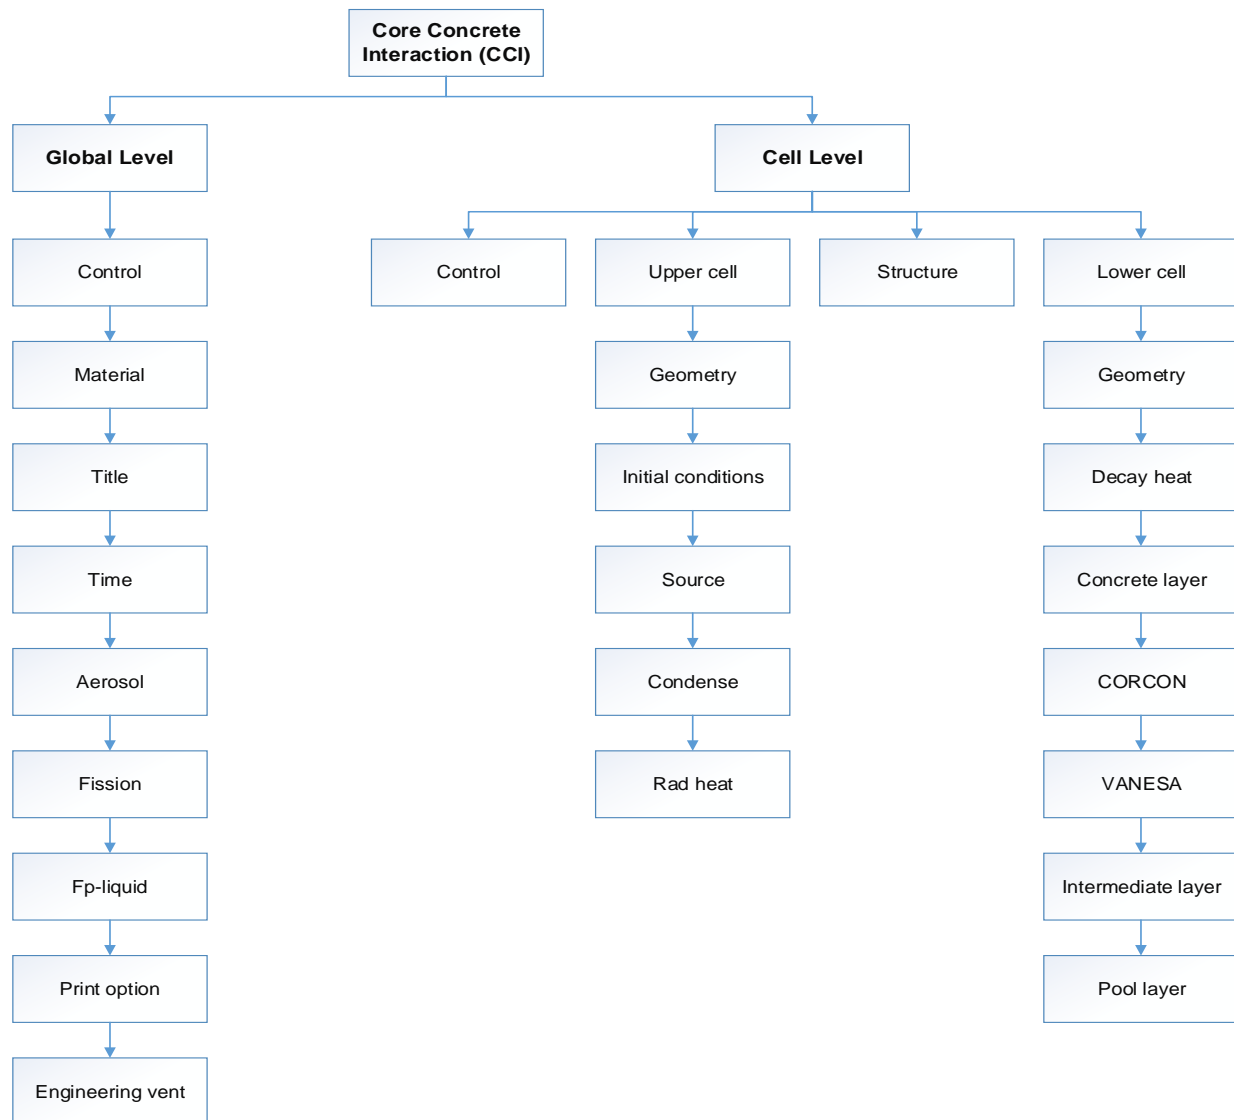 Core Concrete
Interaction (CCI)
Global Level
Cell Level
Control
Control
Upper cell
Structure
Lower cell
Material
Geometry
Geometry
Title
Initial conditions
Decay heat
Time
Source
Concrete layer
Aerosol
Condense
CORCON
Fission
Rad heat
VANESA
Fp-liquid
Intermediate layer
Print option
Pool layer
Engineering vent